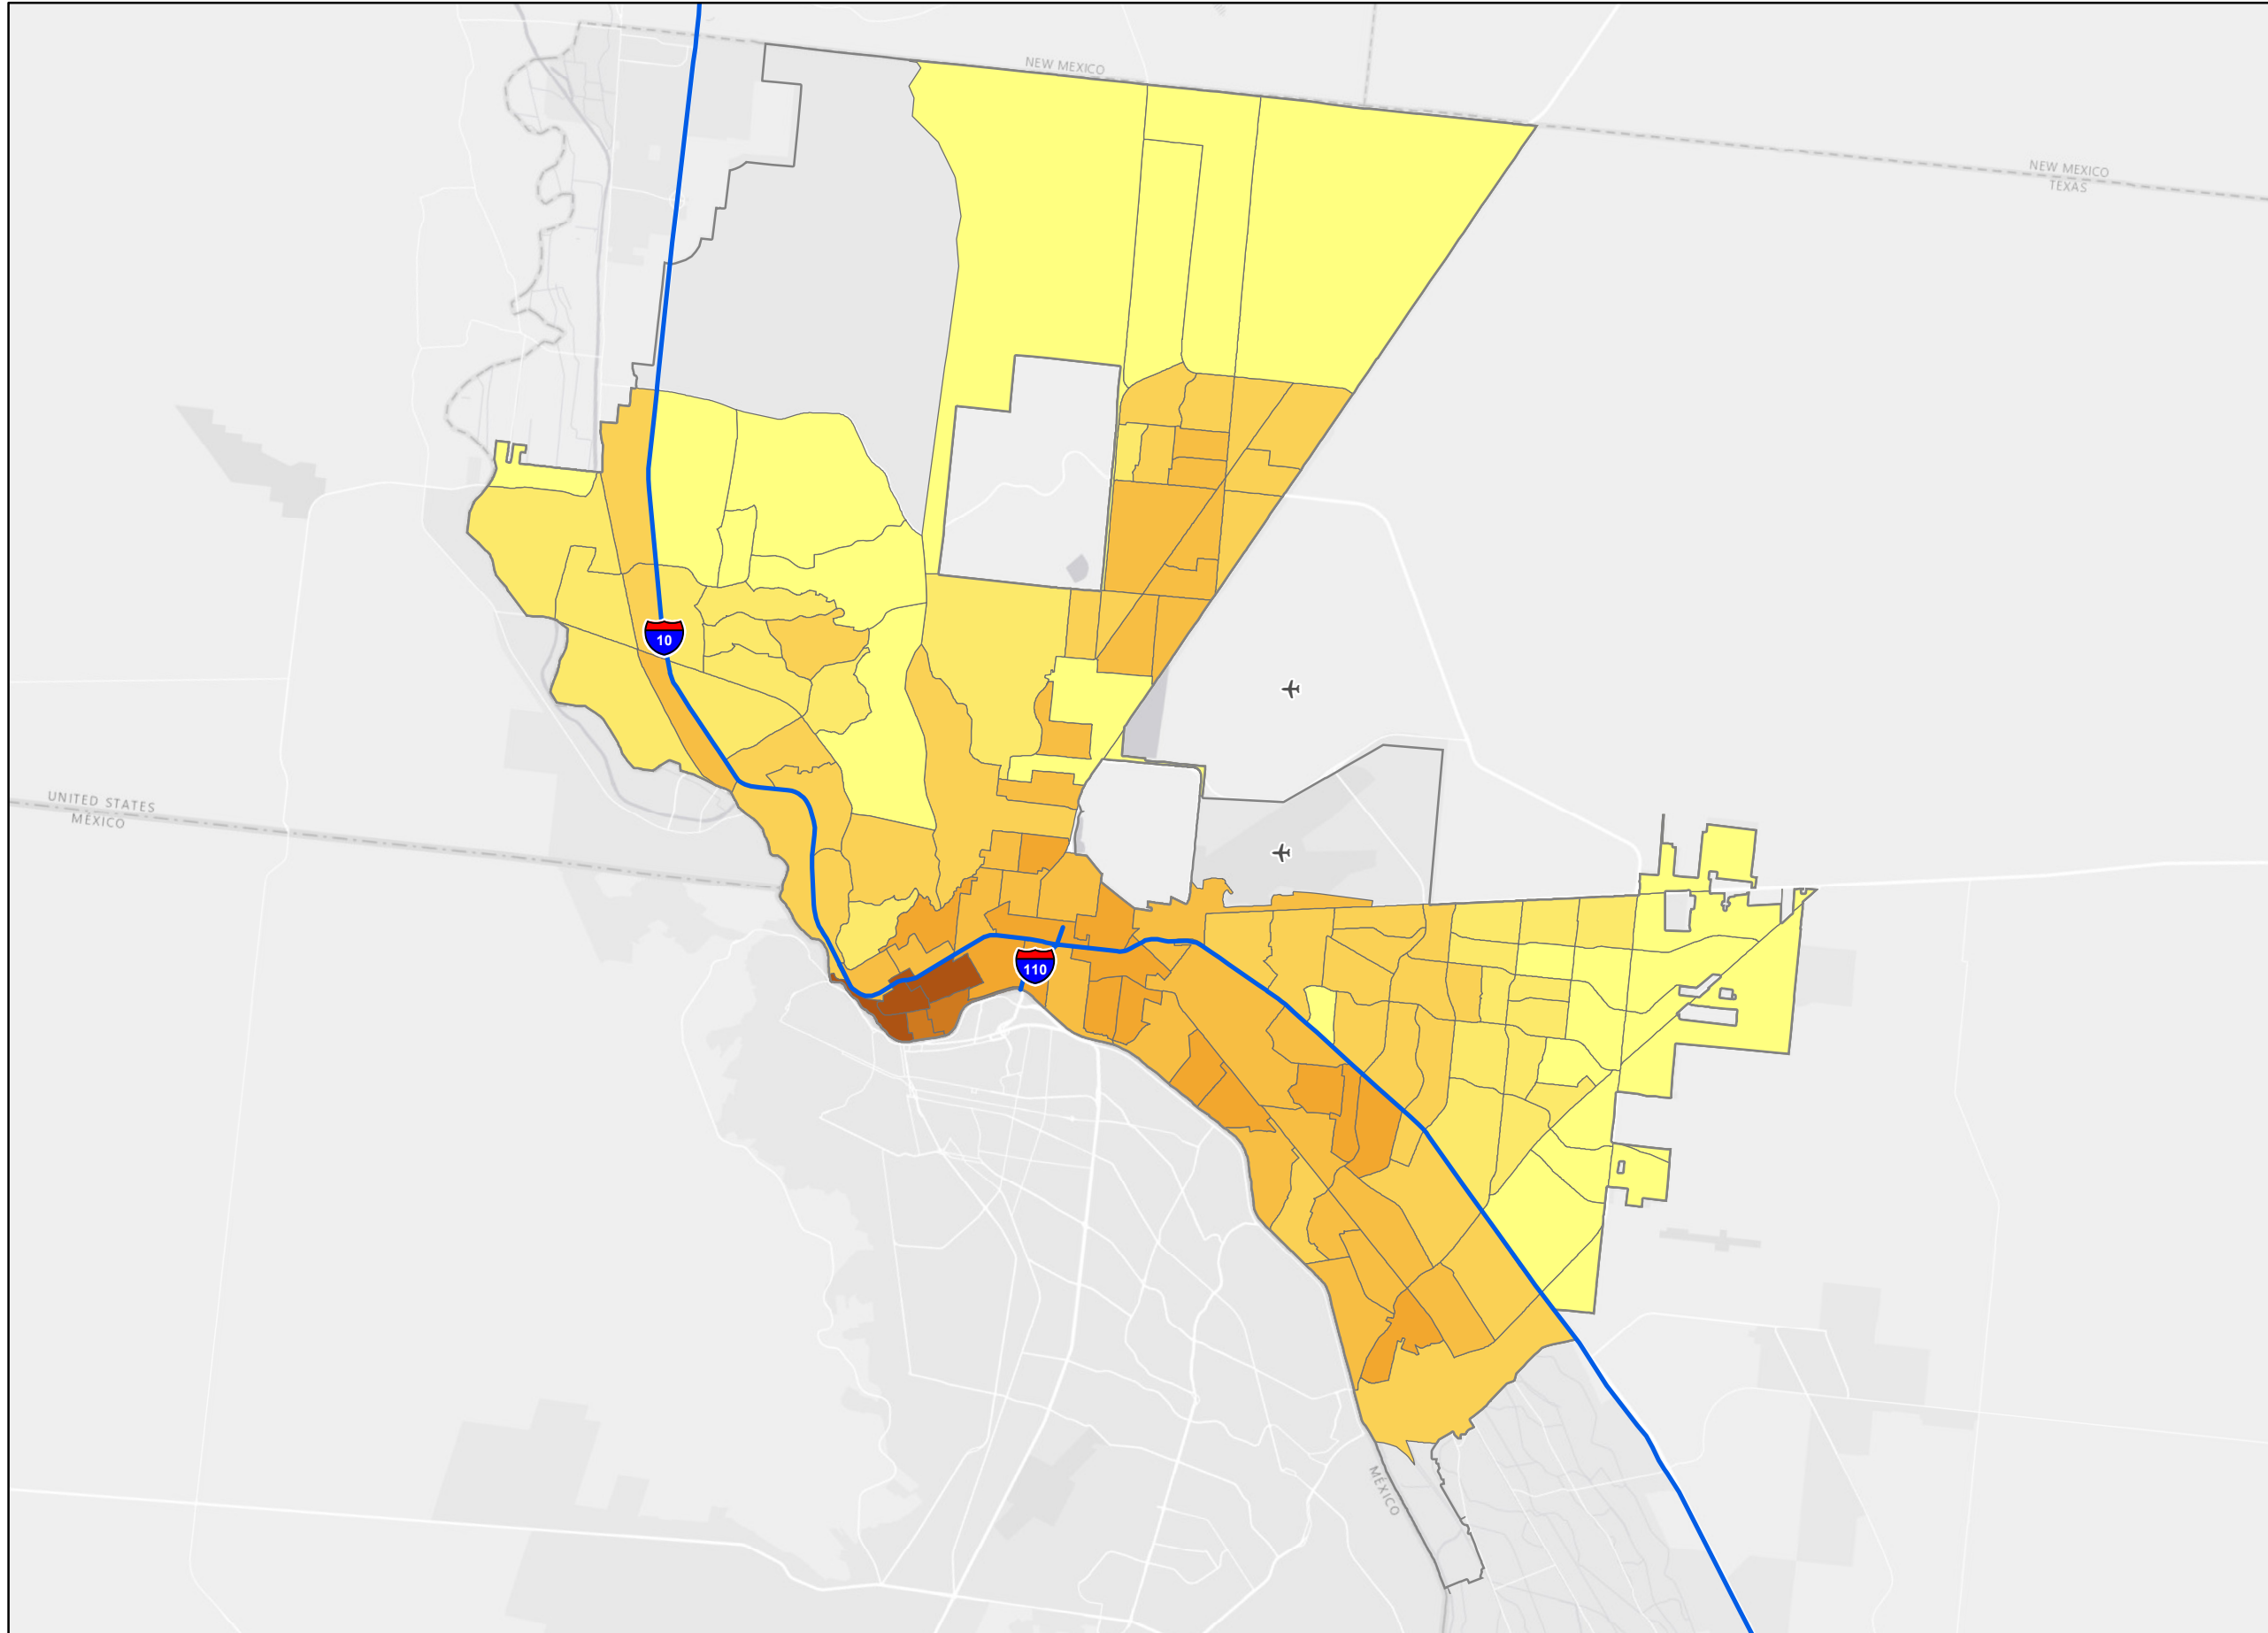 NEW MEXICO
NEW MEXICO
TEXAS
10
UNITED STATES
MÉXICO
110
MÉXICO